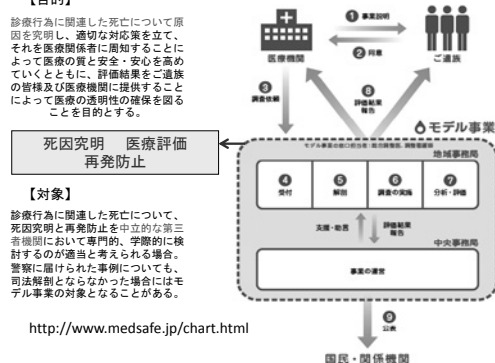 【目的】
診療行為に関連した死亡について原
因を究明し、適切な対応策を立て、
それを医療関係者に周知することに
よって医療の質と安全・安心を高め
ていくとともに、評価結果をご遺族
の皆様及び医療機関に提供すること
によって医療の透明性の確保を図る
ことを目的とする。
死因究明 医療評価
再発防止
【対象】
診療行為に関連した死亡について、
死因究明と再発防止を中立的な第三
者機関において専門的、学際的に検
討するのが適当と考えられる場合。
警察に届けられた事例についても、
司法解剖とならなかった場合にはモ
デル事業の対象となることがある。
http://www.medsafe.jp/chart.html
医療機関
❶ 事業説明
❷ 同意
ご遺族
❸
調査依頼
❽
評価結果
報告
モデル事業
地域事務局
❹
受付
❺
解剖
❻
調査の実施
❼
分析・評価
支援・助言
評価結果
報告
中央事務局
事業の運営
❾
公表
国民・関係機関